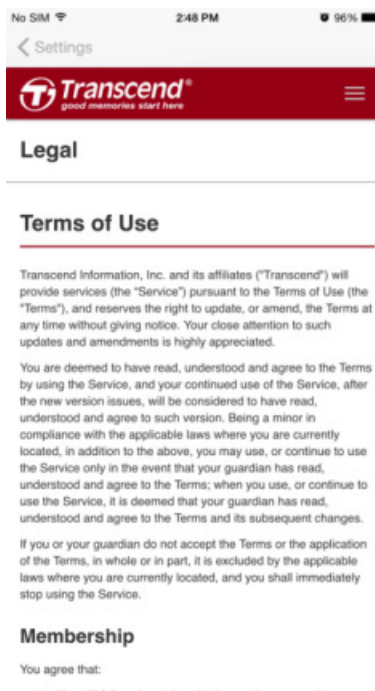 No SIM 2:48 PM 96%
Settings
Transcend®
good memories start here
Legal
Terms of Use
Transcend Information, Inc. and its affiliates ("Transcend") will
provide services (the "Service") pursuant to the Terms of Use (the
"Terms"), and reserves the right to update, or amend, the Terms at
any time without giving notice. Your close attention to such
updates and amendments is highly appreciated.
You are deemed to have read, understood and agree to the Terms
by using the Service, and your continued use of the Service, after
the new version issues, will be considered to have read,
understood and agree to such version. Being a minor in
compliance with the applicable laws where you are currently
located, in addition to the above, you may use, or continue to use
the Service only in the event that your guardian has read,
understood and agree to the Terms; when you use, or continue to
use the Service, it is deemed that your guardian has read,
understood and agree to the Terms and its subsequent changes.
If you or your guardian do not accept the Terms or the application
of the Terms, in whole or in part, it is excluded by the applicable
laws where you are currently located, and you shall immediately
stop using the Service.
Membership
You agree that: